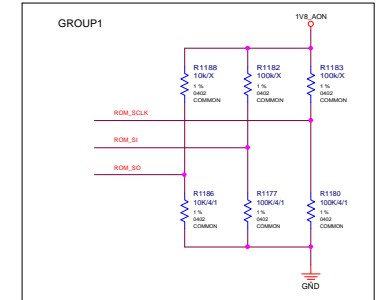 GROUP1
1V8_AON
R1188
10k/X
1 %
0402
COMMON
R1182
100k/X
1 %
0402
COMMON
R1183
100k/X
1 %
0402
COMMON
ROM_SCLK
ROM_SI
ROM_SO
R1186
10K/4/1
1 %
0402
COMMON
R1177
100K/4/1
1 %
0402
COMMON
R1180
100K/4/1
1 %
0402
COMMON
GND